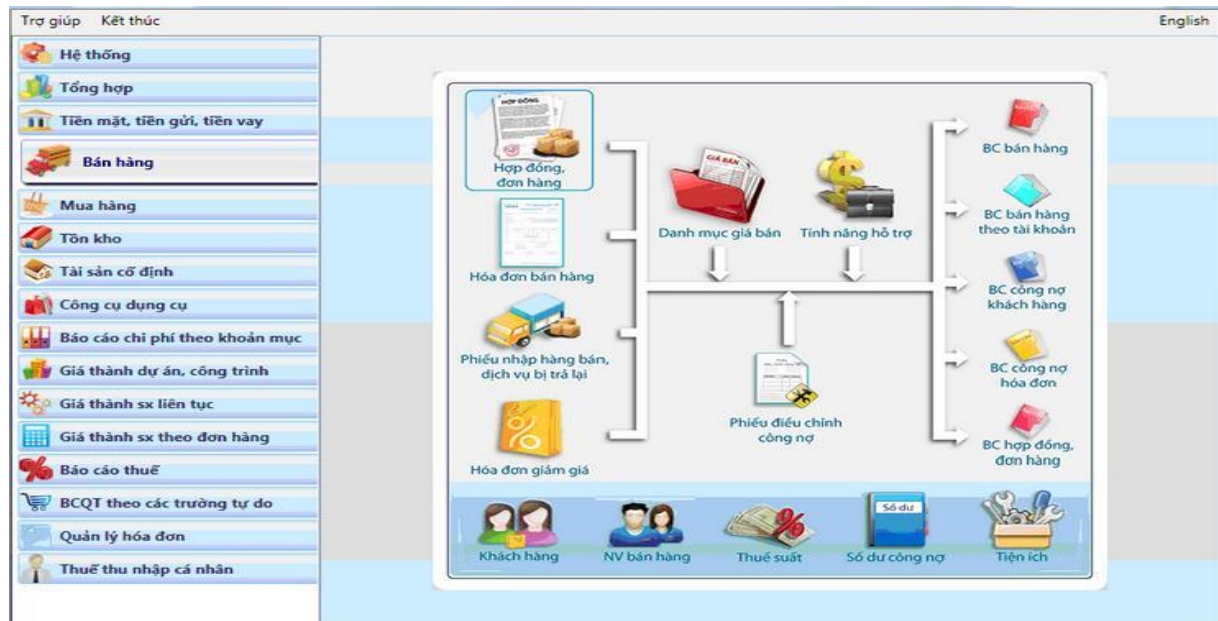 Trợ giúp Kết thúc English
Hệ thống
Tổng hợp
Tiền mặt, tiền gửi, tiền vay
Bán hàng
Mua hàng
Tồn kho
Tài sản cố định
Công cụ dụng cụ
Báo cáo chi phí theo khoản mục
Giá thành dự án, công trình
Giá thành sx liên tục
Giá thành sx theo đơn hàng
Báo cáo thuế
BCQT theo các trường tự do
Quản lý hóa đơn
Thuế thu nhập cá nhân
HỢP ĐỒNG
Hợp đồng,
đơn hàng
Hóa đơn bán hàng
Phiếu nhập hàng bán,
dịch vụ bị trả lại
Hóa đơn giảm giá
GIÁ BÁN
Danh mục giá bán
Tính năng hỗ trợ
Phiếu điều chỉnh
công nợ
BC bán hàng
BC bán hàng
theo tài khoản
BC công nợ
khách hàng
BC công nợ
hóa đơn
BC hợp đồng,
đơn hàng
Khách hàng
NV bán hàng
Thuế suất
Số dư
Số dư công nợ
Tiện ích